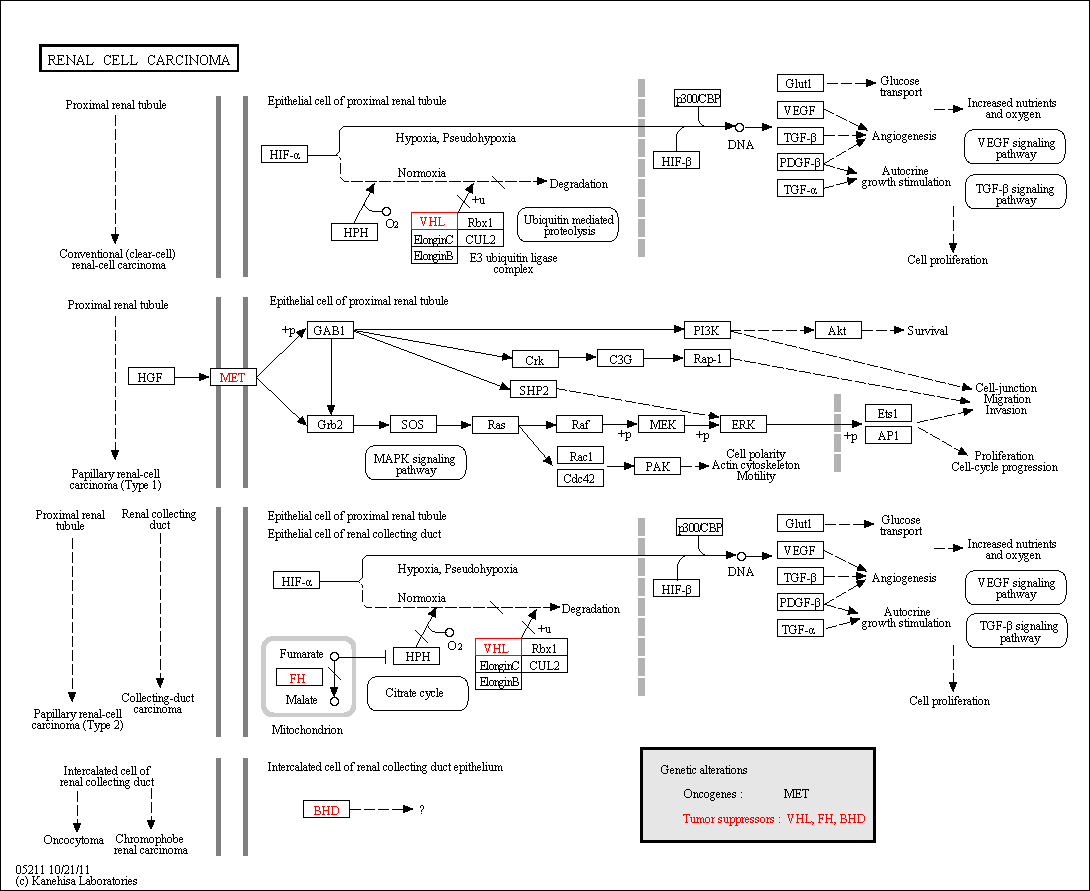 RENAL CELL CARCINOMA
Proximal renal tubule
Conventional (clear-cell)
renal-cell carcinoma
Epithelial cell of proximal renal tubule
HIF-α
Hypoxia, Pseudohypoxia
Normoxia
Degradation
HPH
O2
+u
VHL
Rbx1
ElonginC
CUL2
ElonginB
E3 ubiquitin ligase
complex
Ubiquitin mediated
proteolysis
p300/CBP
HIF-β
DNA
Glut1
VEGF
TGF-β
PDGF-β
TGF-α
Glucose
transport
Angiogenesis
Autocrine
growth stimulation
Increased nutrients
and oxygen
VEGF signaling
pathway
TGF-β signaling
pathway
Cell proliferation
Proximal renal tubule
Papillary renal-cell
carcinoma (Type 1)
Epithelial cell of proximal renal tubule
HGF
MET
+p
GAB1
PI3K
Akt
Survival
Crk
C3G
Rap-1
SHP2
Grb2
SOS
Ras
Raf
+p
MEK
+p
ERK
+p
Ets1
AP1
Cell-junction
Migration
Invasion
Proliferation
Cell-cycle progression
MAPK signaling
pathway
Rac1
Cdc42
PAK
Cell polarity
Actin cytoskeleton
Motility
Proximal renal
tubule
Renal collecting
duct
Papillary renal-cell
carcinoma (Type 2)
Collecting-duct
carcinoma
Epithelial cell of proximal renal tubule
Epithelial cell of renal collecting duct
HIF-α
Hypoxia, Pseudohypoxia
Normoxia
Degradation
Fumarate
FH
Malate
Mitochondrion
HPH
O2
Citrate cycle
+u
VHL
Rbx1
ElonginC
CUL2
ElonginB
p300/CBP
HIF-β
DNA
Glut1
VEGF
TGF-β
PDGF-β
TGF-α
Glucose
transport
Angiogenesis
Autocrine
growth stimulation
Increased nutrients
and oxygen
VEGF signaling
pathway
TGF-β signaling
pathway
Cell proliferation
Intercalated cell of
renal collecting duct
Oncocytoma
Chromophobe
renal carcinoma
Intercalated cell of renal collecting duct epithelium
BHD
?
Genetic alterations
Oncogenes : MET
Tumor suppressors : VHL, FH, BHD
05211 10/21/11
(c) Kanehisa Laboratories